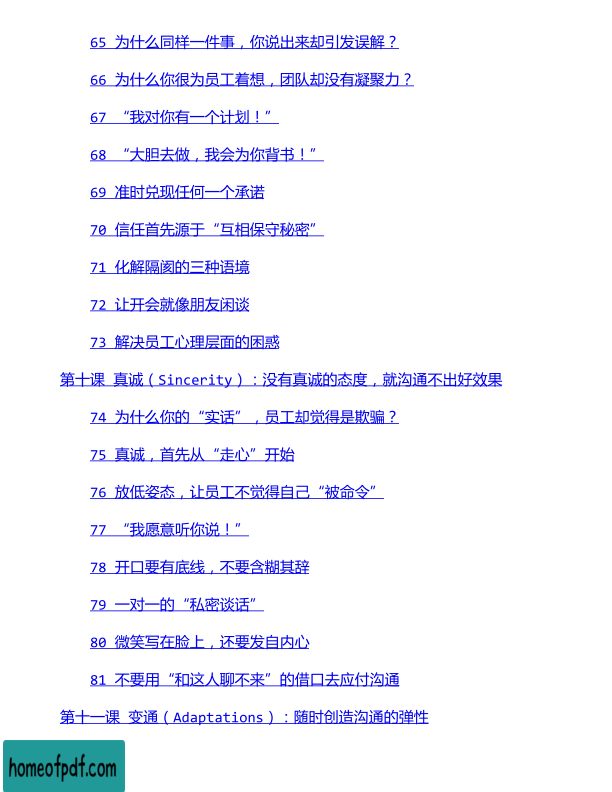 65 为什么同样一件事，你说出来却引发误解？
66 为什么你很为员工着想，团队却没有凝聚力？
67 “我对你有一个计划！”
68 “大胆去做，我会为你背书！”
69 准时兑现任何一个承诺
70 信任首先源于“互相保守秘密”
71 化解隔阂的三种语境
72 让开会就像朋友闲谈
73 解决员工心理层面的困惑
第十课 真诚（Sincerity）：没有真诚的态度，就沟通不出好效果
74 为什么你的“实话”，员工却觉得是欺骗？
75 真诚，首先从“走心”开始
76 放低姿态，让员工不觉得自己“被命令”
77 “我愿意听你说！”
78 开口要有底线，不要含糊其辞
79 一对一的“私密谈话”
80 微笑写在脸上，还要发自内心
81 不要用“和这人聊不来”的借口去应付沟通
第十一课 变通（Adaptations）：随时创造沟通的弹性
homeofpdf.com